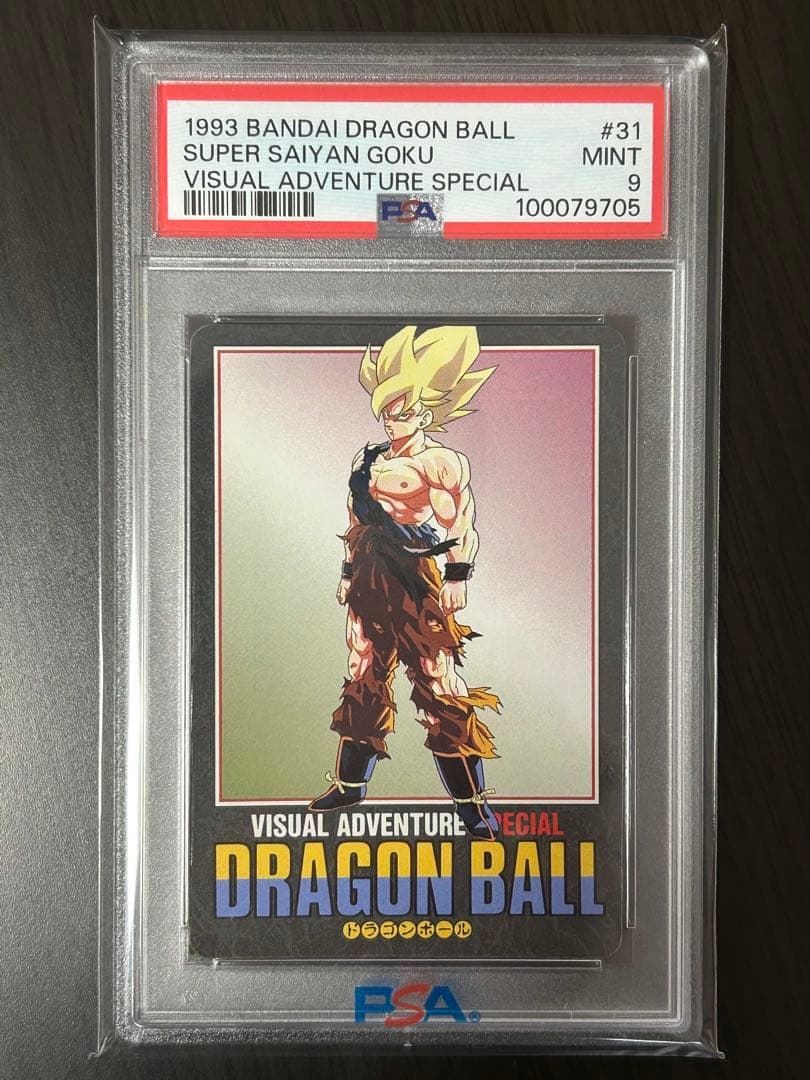 1993 BANDAI DRAGON BALL #31
SUPER SAIYAN GOKU MINT
VISUAL ADVENTURE SPECIAL 9
PSA 100079705
VISUAL ADVENTURE SPECIAL
DRAGON BALL
ドラゴンボール
PSA®